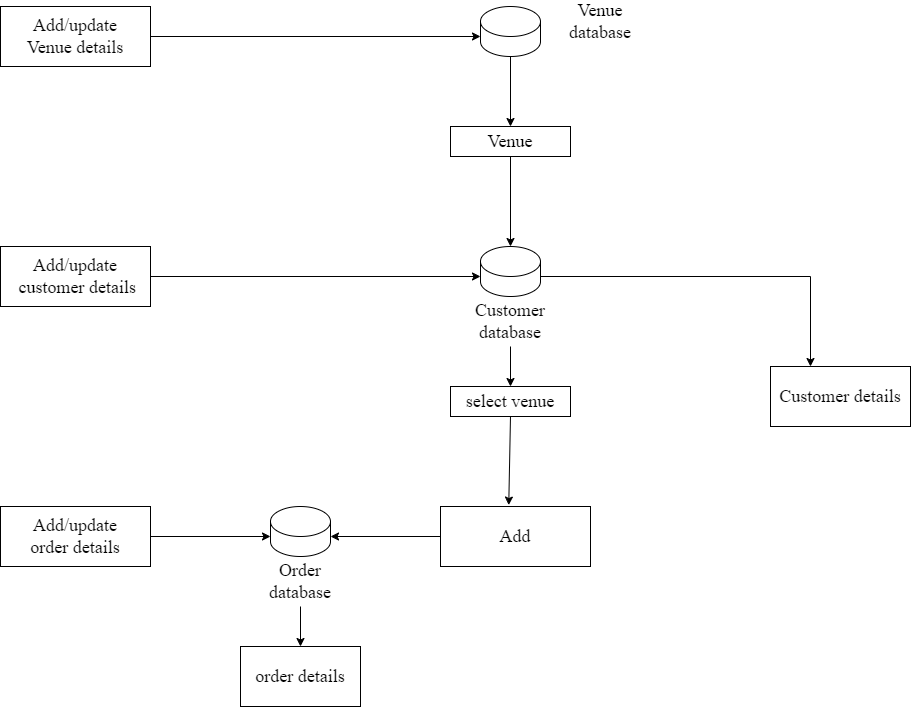 Add/update
Venue details
Venue
database
Venue
Add/update
customer details
Customer
database
Customer details
select venue
Add/update
order details
Add
Order
database
order details